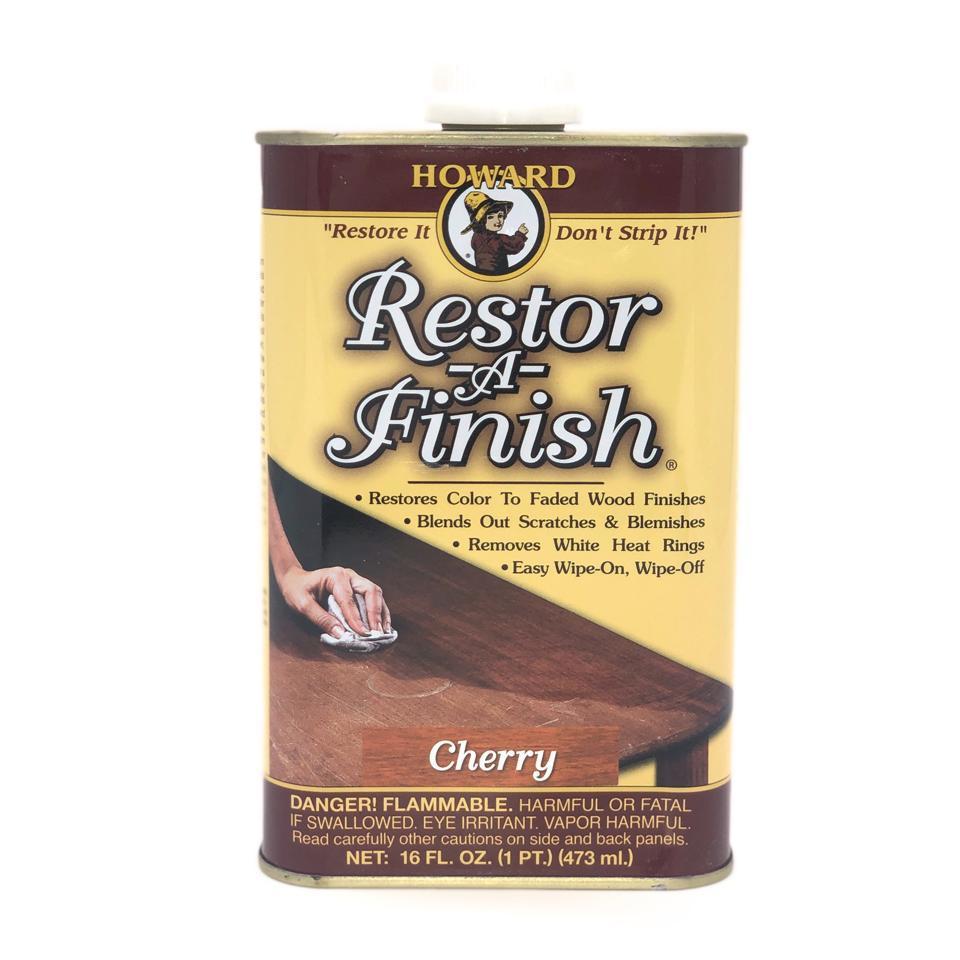 HOWARD
"Restore It Don't Strip It!"
®
Restor
-A-
Finish®
• Restores Color To Faded Wood Finishes
• Blends Out Scratches & Blemishes
• Removes White Heat Rings
• Easy Wipe-On, Wipe-Off
Cherry
DANGER! FLAMMABLE. HARMFUL OR FATAL
IF SWALLOWED. EYE IRRITANT. VAPOR HARMFUL.
Read carefully other cautions on side and back panels.
NET: 16 FL. OZ. (1 PT.) (473 ml.)